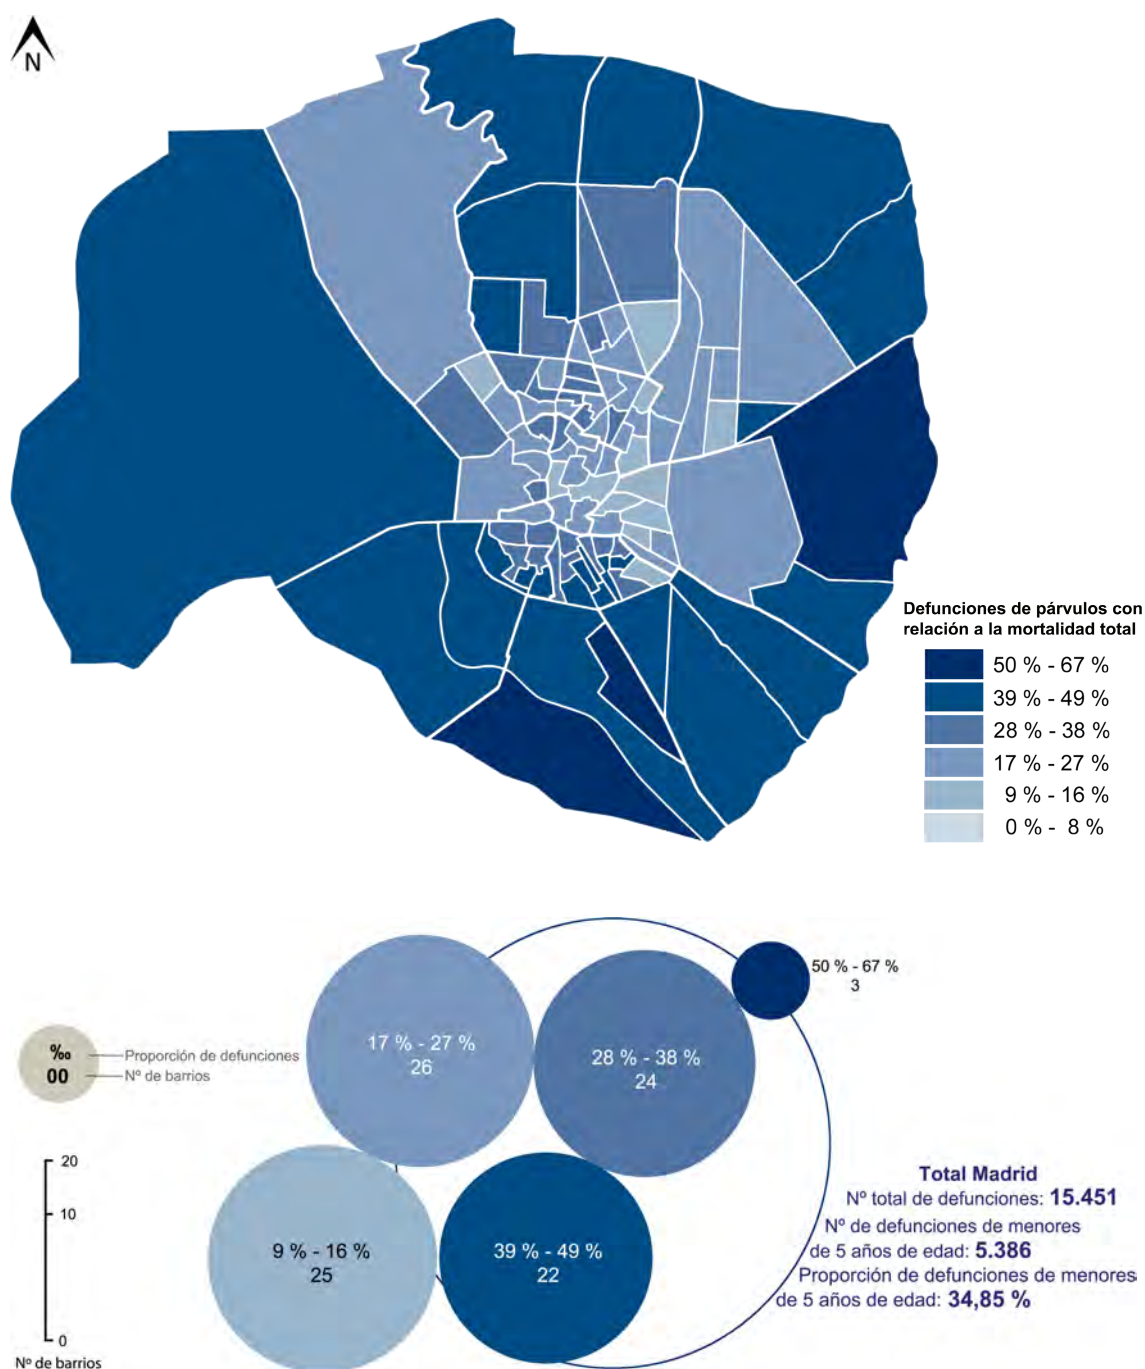 N
Defunciones de párvulos con
relación a la mortalidad total
50 % - 67 %
39 % - 49 %
28 % - 38 %
17 % - 27 %
9 % - 16 %
0 % - 8 %
50 % - 67 %
3
17 % - 27 %
26
28 % - 38 %
24
‰
Proporción de defunciones
00
Nº de barrios
20
10
0
Nº de barrios
9 % - 16 %
25
39 % - 49 %
22
Total Madrid
Nº total de defunciones: 15.451
Nº de defunciones de menores
de 5 años de edad: 5.386
Proporción de defunciones de menores
de 5 años de edad: 34,85 %